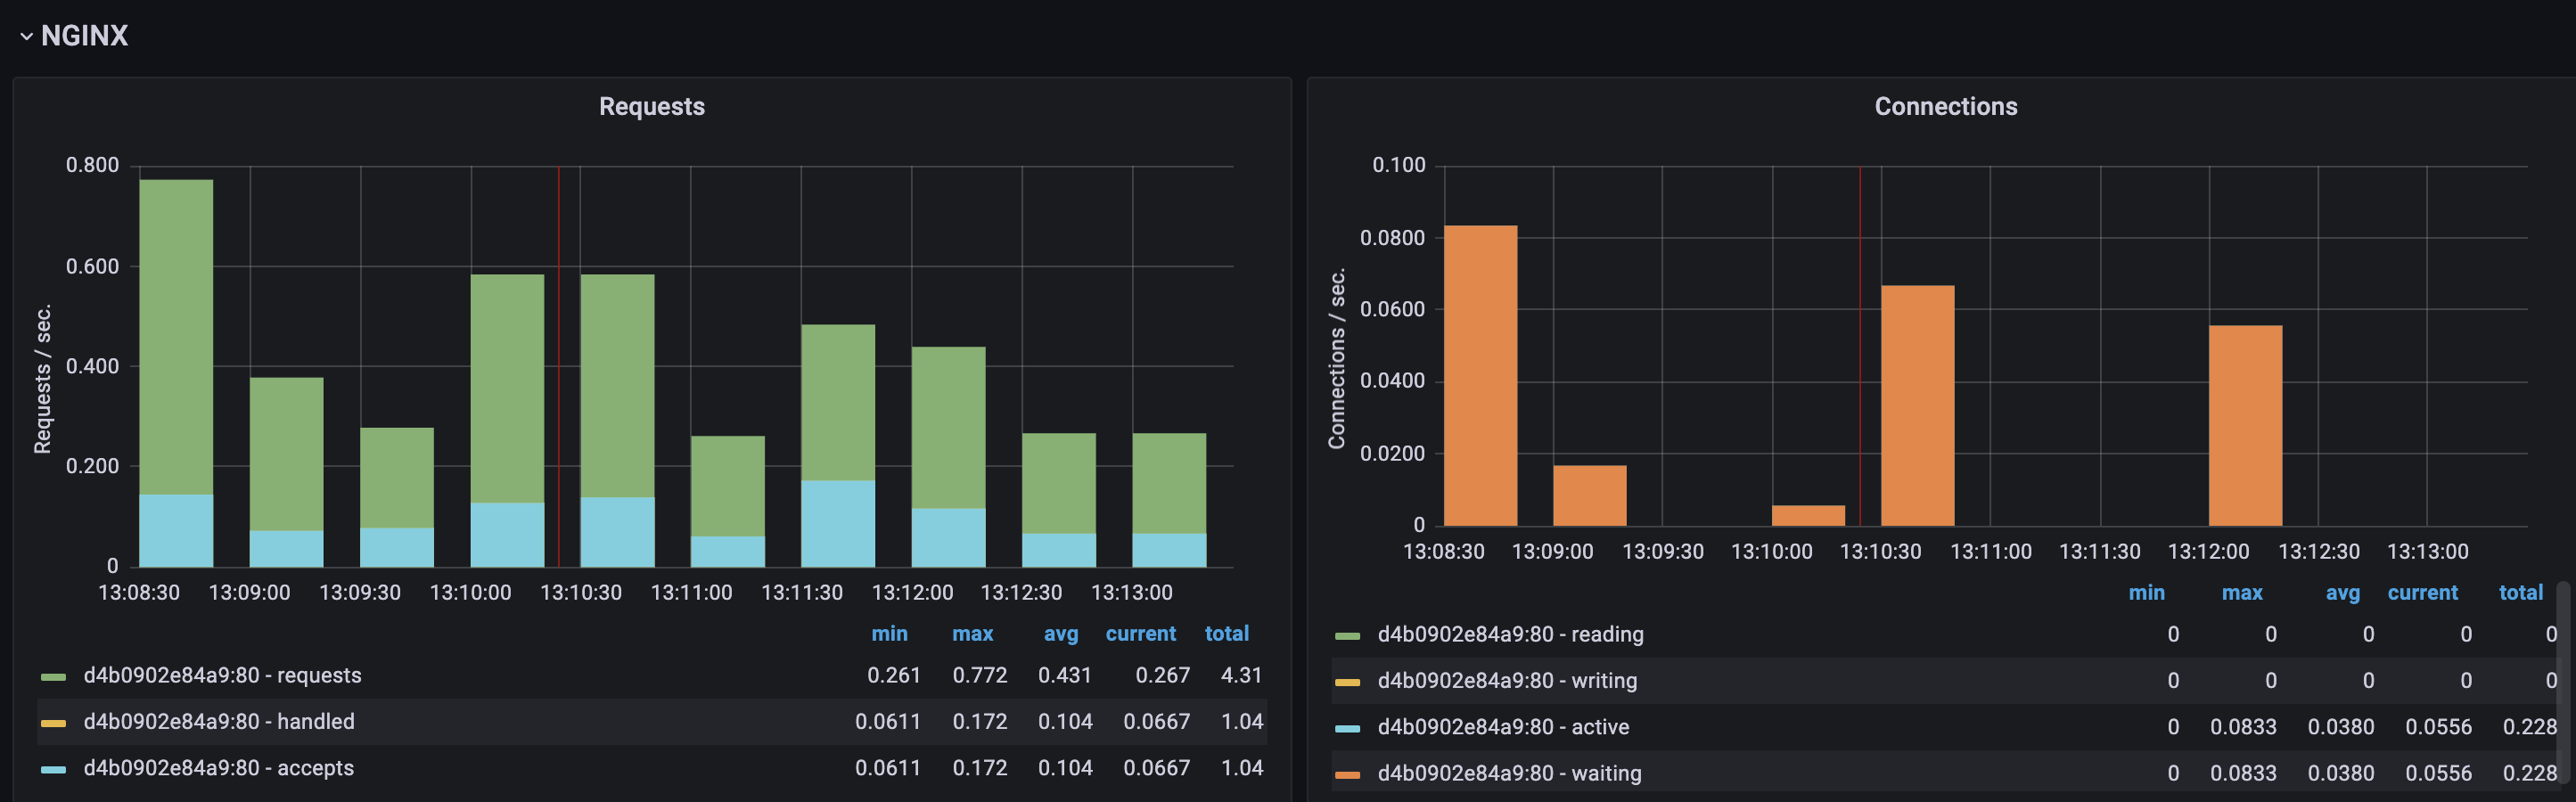 NGINX
Requests
Requests / sec.
0.800
0.600
0.400
0.200
0
13:08:30 13:09:00 13:09:30 13:10:00 13:10:30 13:11:00 13:11:30 13:12:00 13:12:30 13:13:00
min max avg current total
d4b0902e84a9:80 - requests 0.261 0.772 0.431 0.267 4.31
d4b0902e84a9:80 - handled 0.0611 0.172 0.104 0.0667 1.04
d4b0902e84a9:80 - accepts 0.0611 0.172 0.104 0.0667 1.04
Connections
Connections / sec.
0.100
0.0800
0.0600
0.0400
0.0200
0
13:08:30 13:09:00 13:09:30 13:10:00 13:10:30 13:11:00 13:11:30 13:12:00 13:12:30 13:13:00
min max avg current total
d4b0902e84a9:80 - reading 0 0 0 0 0
d4b0902e84a9:80 - writing 0 0 0 0 0
d4b0902e84a9:80 - active 0 0.0833 0.0380 0.0556 0.228
d4b0902e84a9:80 - waiting 0 0.0833 0.0380 0.0556 0.228